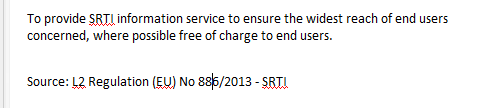 To provide SRTI information service to ensure the widest reach of end users
concerned, where possible free of charge to end users.
Source: L2 Regulation (EU) No 886/2013 - SRTI